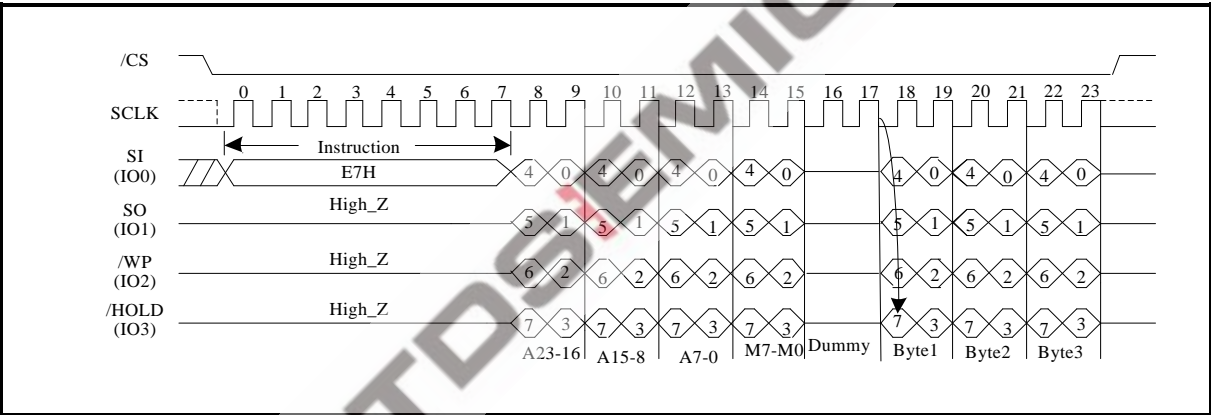 /CS
SCLK
0 1 2 3 4 5 6 7 8 9 10 11 12 13 14 15 16 17 18 19 20 21 22 23
Instruction
SI
(IO0)
E7H
4 0 4 0 4 0 4 0 4 0 4 0 4 0
SO
(IO1)
High_Z
5 1 5 1 5 1 5 1 5 1 5 1 5 1
/WP
(IO2)
High_Z
6 2 6 2 6 2 6 2 6 2 6 2 6 2
/HOLD
(IO3)
High_Z
7 3 7 3 7 3 7 3 7 3 7 3 7 3
A23-16 A15-8 A7-0 M7-M0 Dummy Byte1 Byte2 Byte3